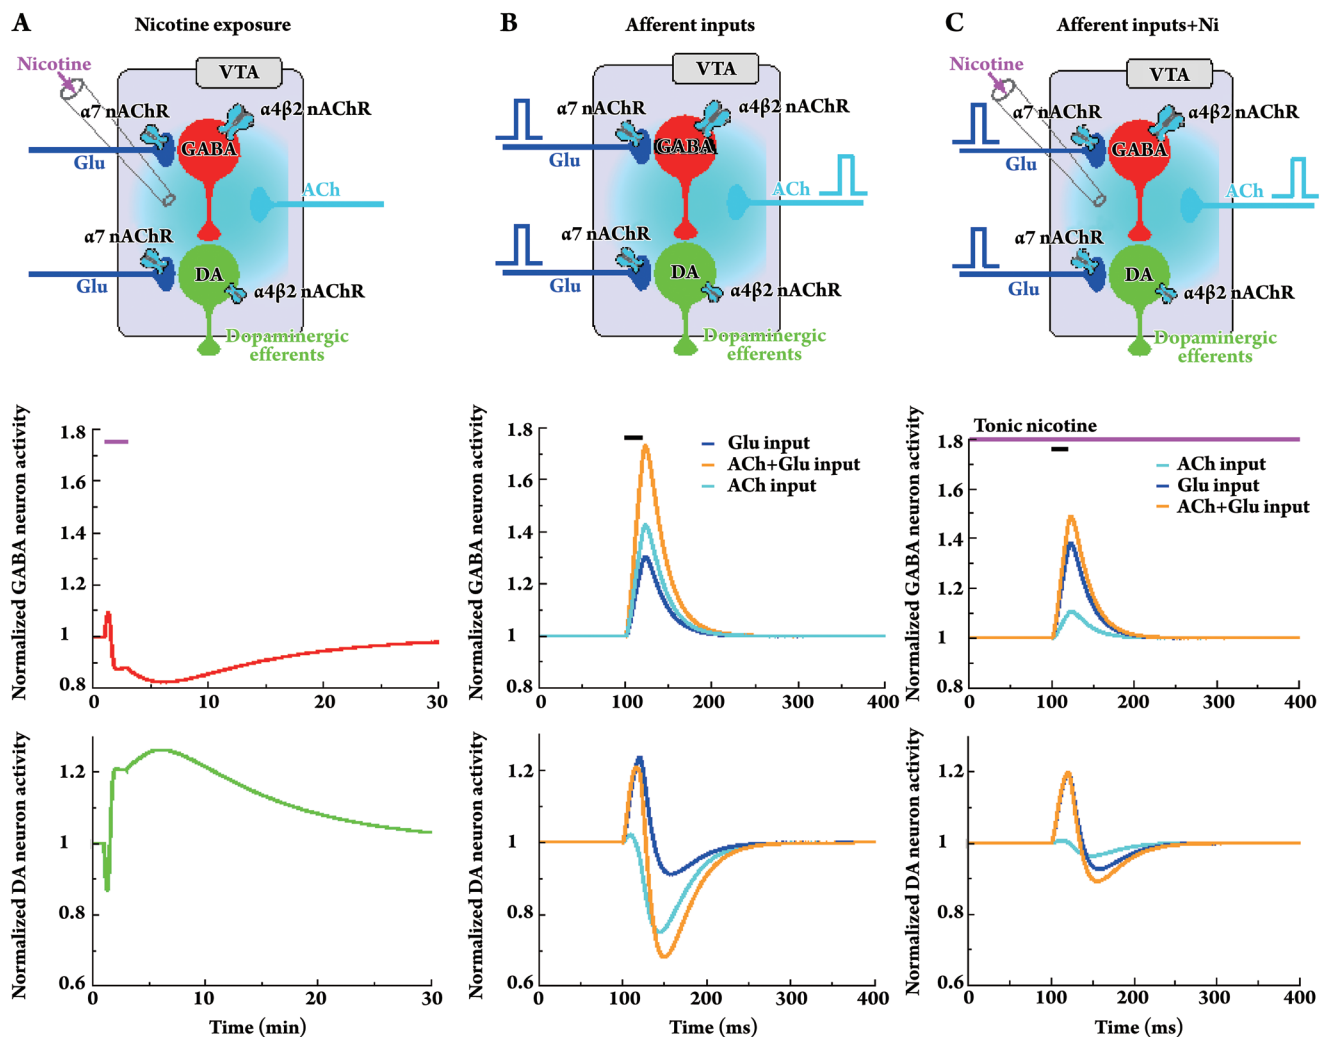 A
Nicotine exposure
Nicotine
VTA
α7 nAChR
α4β2 nAChR
GABA
Glu
ACh
α7 nAChR
DA
Glu
α4β2 nAChR
Dopaminergic
efferents
Normalized GABA neuron activity
1.8
1.6
1.4
1.2
1
0.8
0
10
20
30
Normalized DA neuron activity
1.2
1
0.8
0.6
0
10
20
30
Time (min)
B
Afferent inputs
VTA
α7 nAChR
α4β2 nAChR
GABA
Glu
ACh
α7 nAChR
DA
Glu
α4β2 nAChR
Dopaminergic
efferents
Normalized GABA neuron activity
1.8
1.6
1.4
1.2
1
0.8
Glu input
ACh+Glu input
ACh input
0
100
200
300
400
Normalized DA neuron activity
1.2
1
0.8
0.6
0
100
200
300
400
Time (ms)
C
Afferent inputs+Ni
Nicotine
VTA
α7 nAChR
α4β2 nAChR
GABA
Glu
ACh
α7 nAChR
DA
Glu
α4β2 nAChR
Dopaminergic
efferents
Normalized GABA neuron activity
Tonic nicotine
1.8
1.6
1.4
1.2
1
0.8
ACh input
Glu input
ACh+Glu input
0
100
200
300
400
Normalized DA neuron activity
1.2
1
0.8
0.6
0
100
200
300
400
Time (ms)